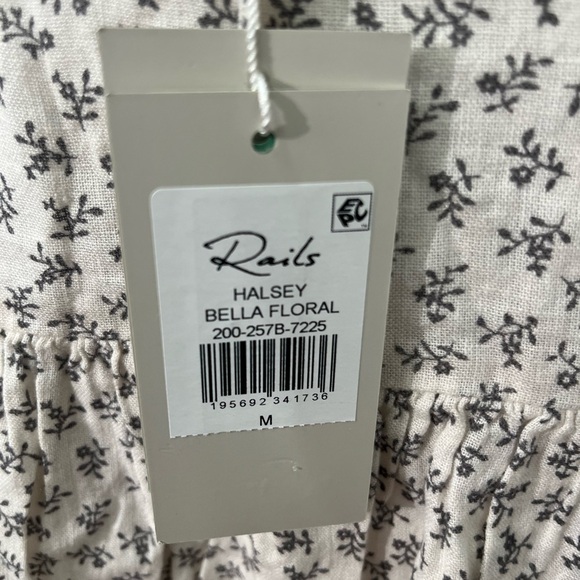 Rails
HALSEY
BELLA FLORAL
200-257B-7225
195692 341736
M